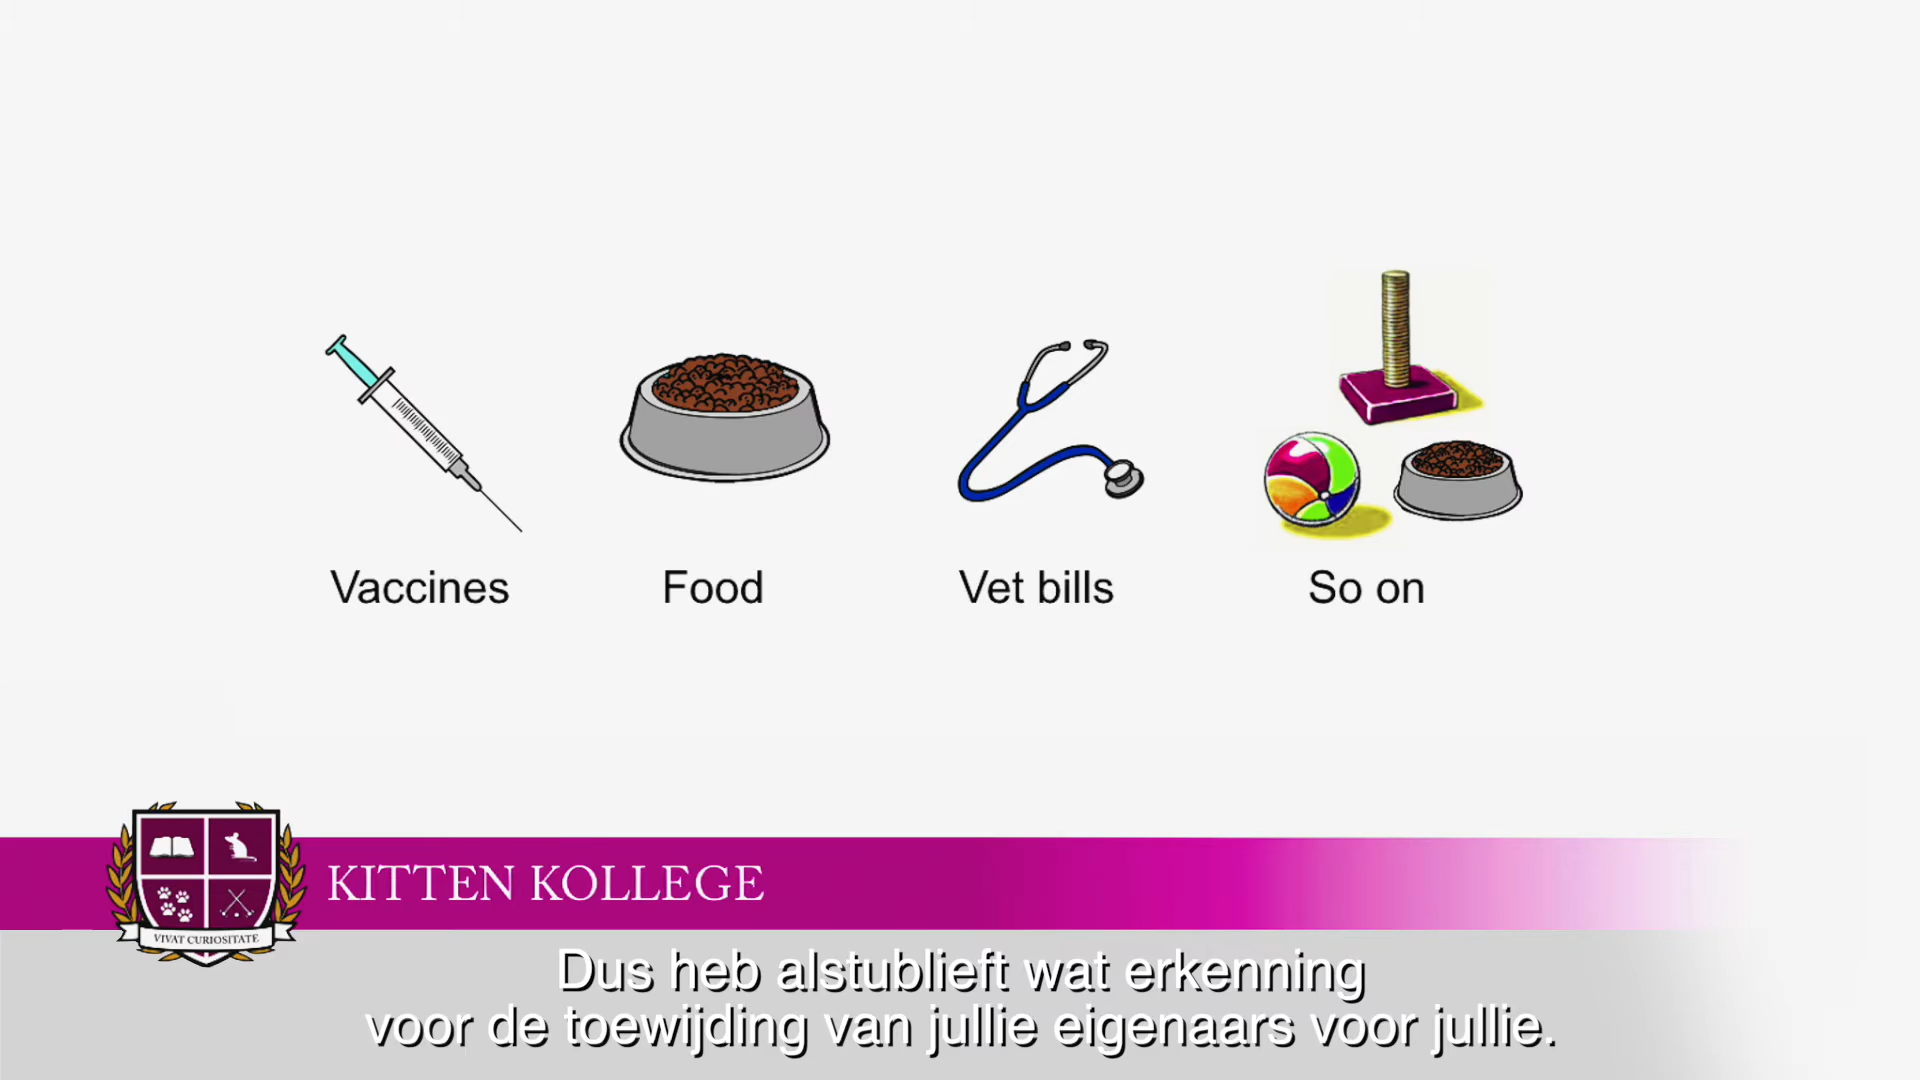 Vaccines
Food
Vet bills
So on
KITTEN KOLLEGE
VIVAT CURIOSITATE
Dus heb alstublieft wat erkenning
voor de toewijding van jullie eigenaars voor jullie.